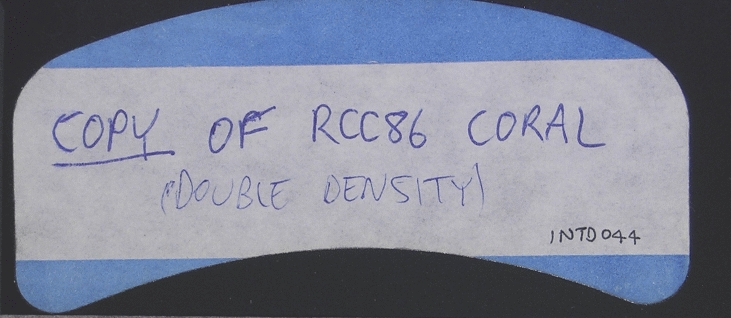 COPY OF RCC86 CORAL
(DOUBLE DENSITY)
INTD044